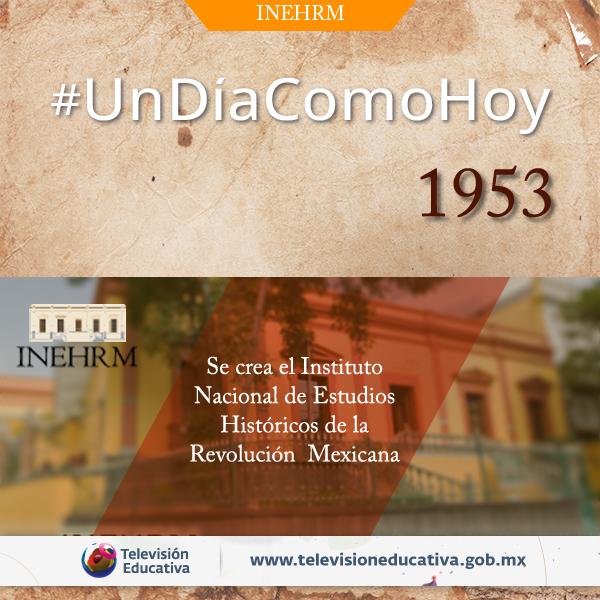 INEHRM
#UnDíaComoHoy
1953
INEHRM
Se crea el Instituto
Nacional de Estudios
Históricos de la
Revolución Mexicana
Televisión
Educativa
www.televisioneducativa.gob.mx